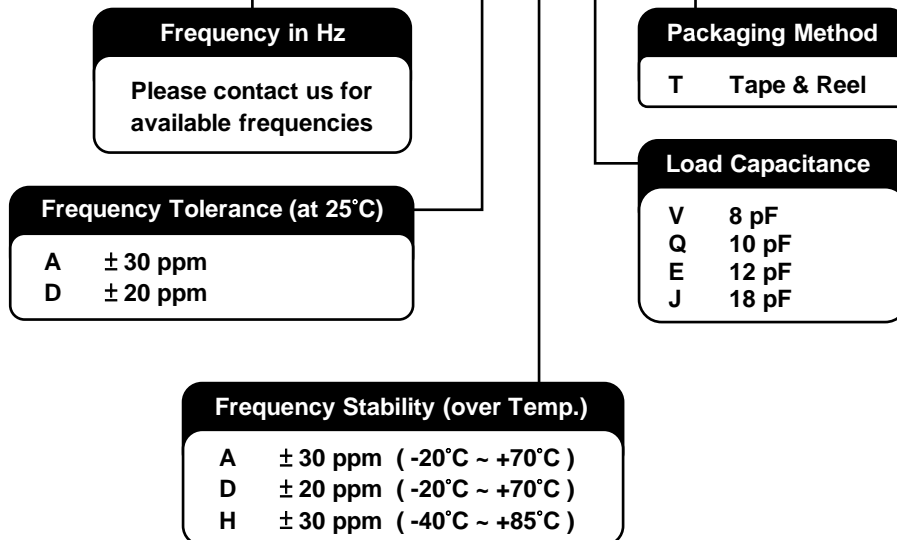 Frequency in Hz
Please contact us for
available frequencies
Packaging Method
T Tape & Reel
Load Capacitance
V 8 pF
Q 10 pF
E 12 pF
J 18 pF
Frequency Tolerance (at 25°C)
A ± 30 ppm
D ± 20 ppm
Frequency Stability (over Temp.)
A ± 30 ppm ( -20°C ~ +70°C )
D ± 20 ppm ( -20°C ~ +70°C )
H ± 30 ppm ( -40°C ~ +85°C )